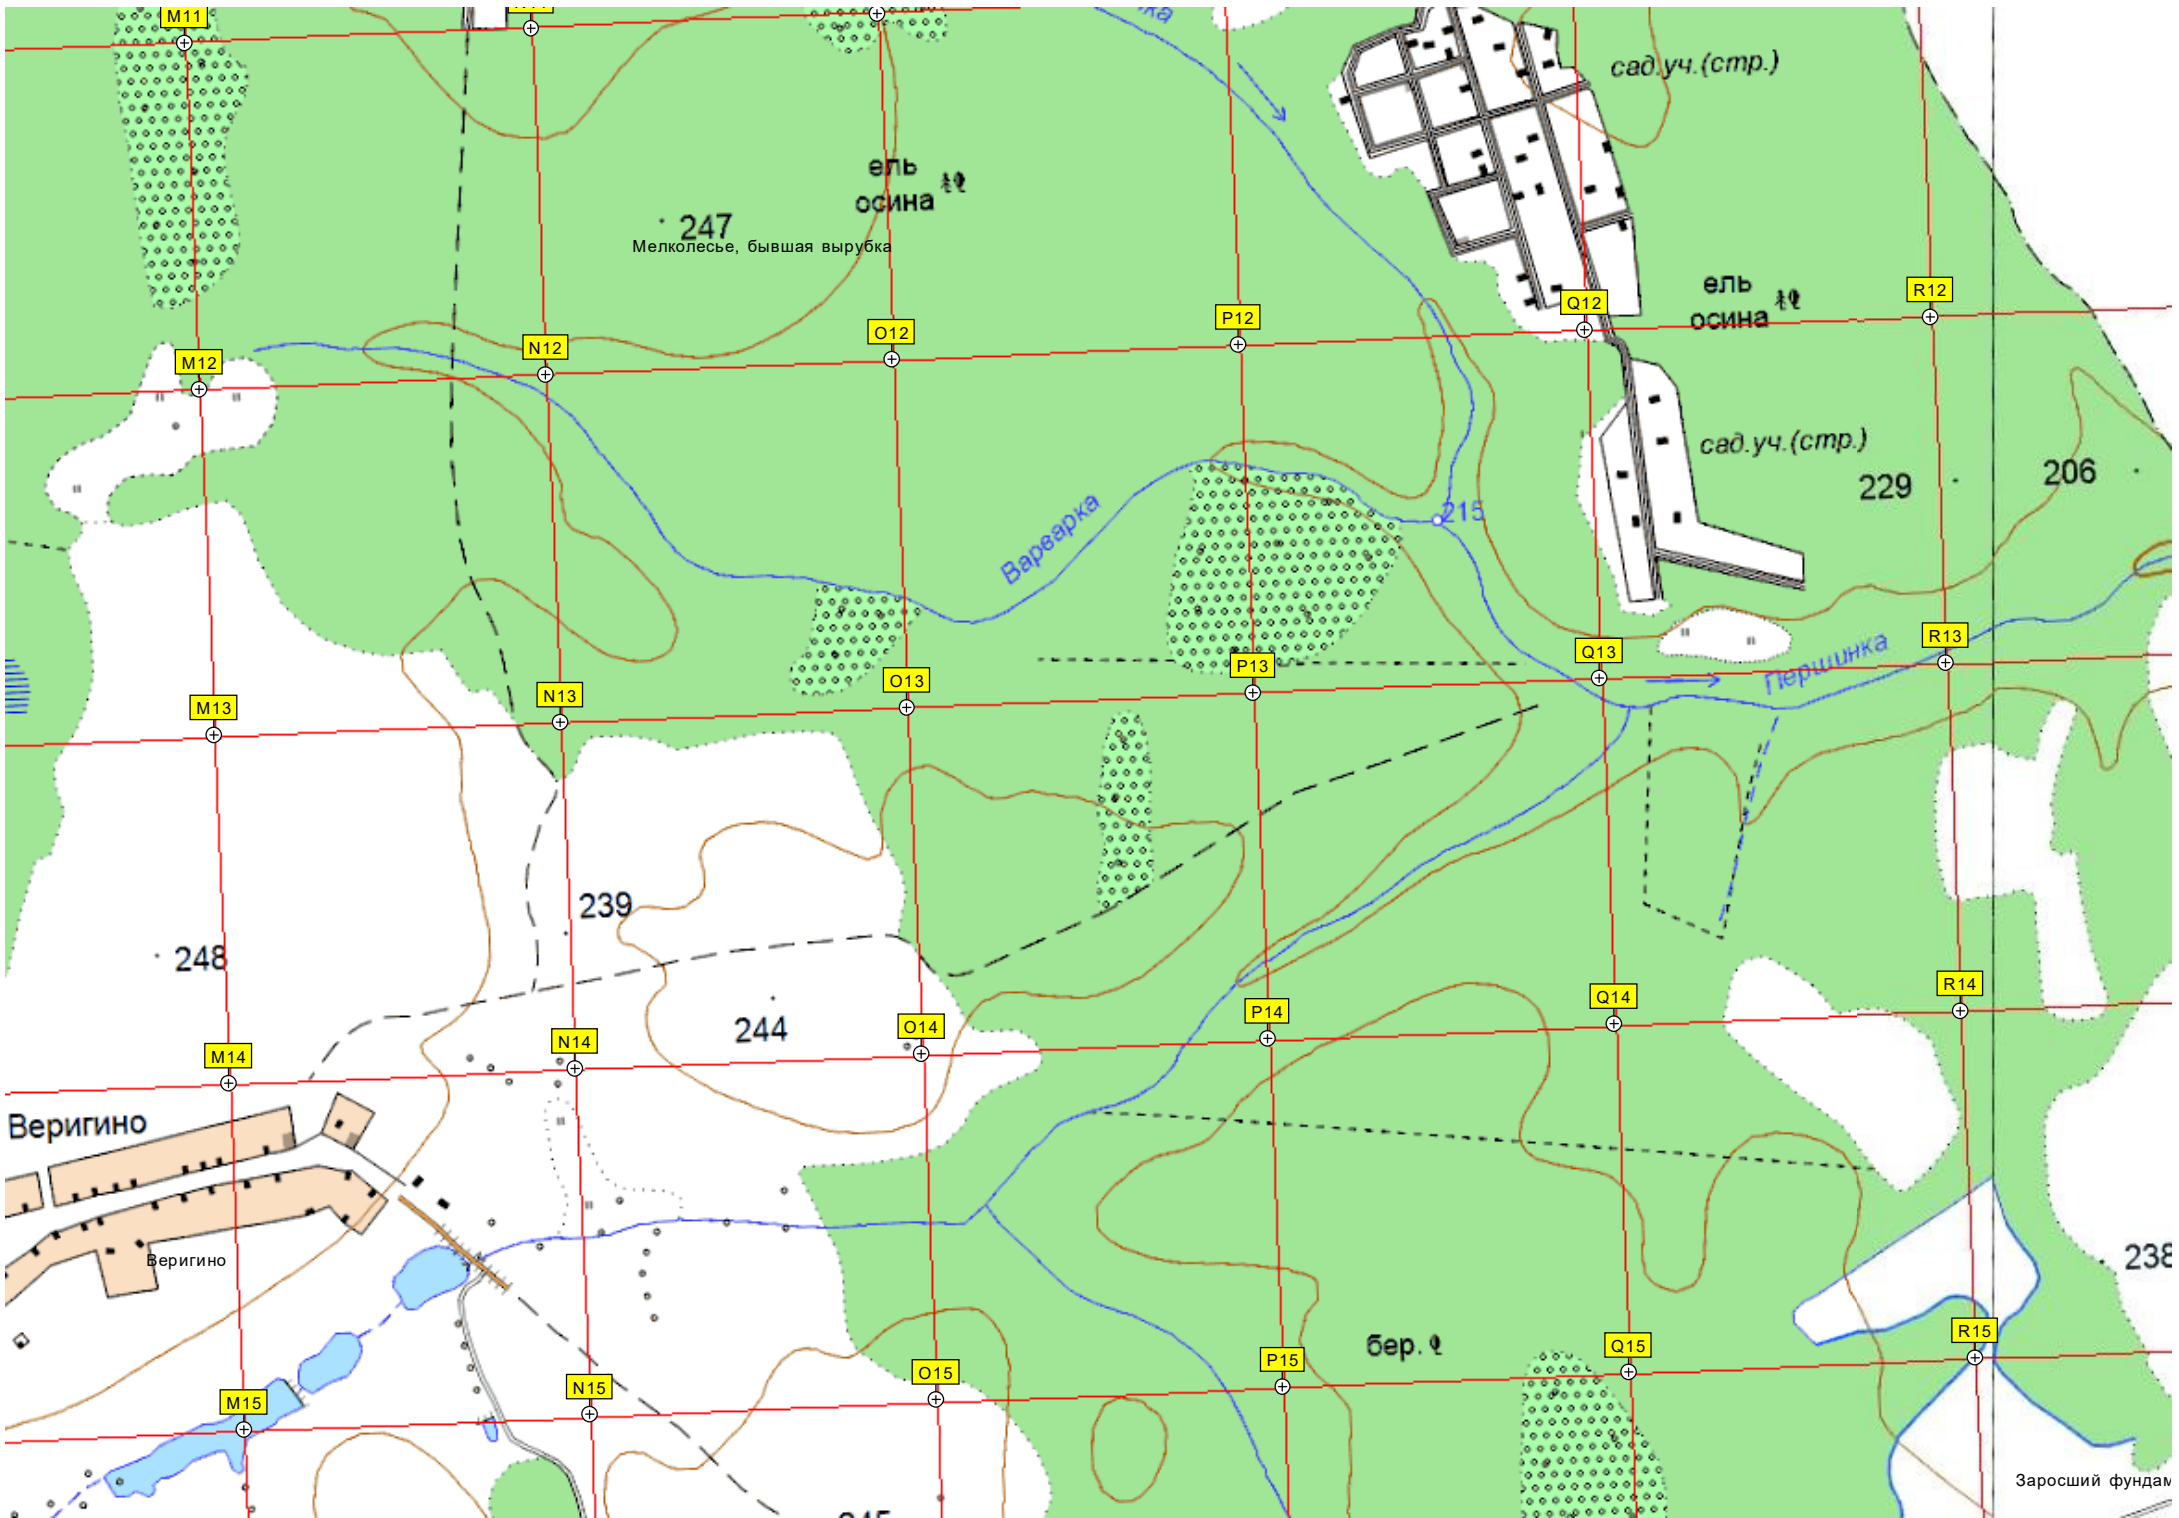 M11
сад.уч.(стр.)
ель
осина
247
Мелколесье, бывшая вырубка
M12
N12
O12
P12
Q12
R12
ель
осина
сад.уч.(стр.)
229
206
215
Варварка
Першинка
M13
N13
O13
P13
Q13
R13
239
248
244
M14
N14
O14
P14
Q14
R14
Веригино
Веригино
238
бер.
M15
N15
O15
P15
Q15
R15
Заросший фундам